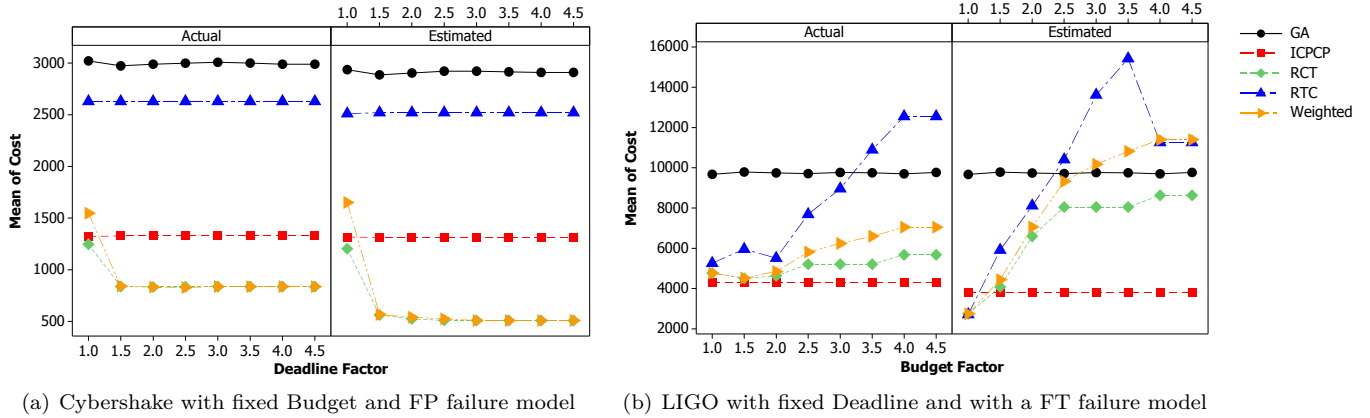 1.0 1.5 2.0 2.5 3.0 3.5 4.0 4.5
Actual Estimated
3000
2500
2000
1500
1000
500
Mean of Cost
1.0 1.5 2.0 2.5 3.0 3.5 4.0 4.5
Deadline Factor
(a) Cybershake with fixed Budget and FP failure model
1.0 1.5 2.0 2.5 3.0 3.5 4.0 4.5
Actual Estimated
16000
14000
12000
10000
8000
6000
4000
2000
Mean of Cost
1.0 1.5 2.0 2.5 3.0 3.5 4.0 4.5
Budget Factor
(b) LIGO with fixed Deadline and with a FT failure model
GA
ICPCP
RCT
RTC
Weighted